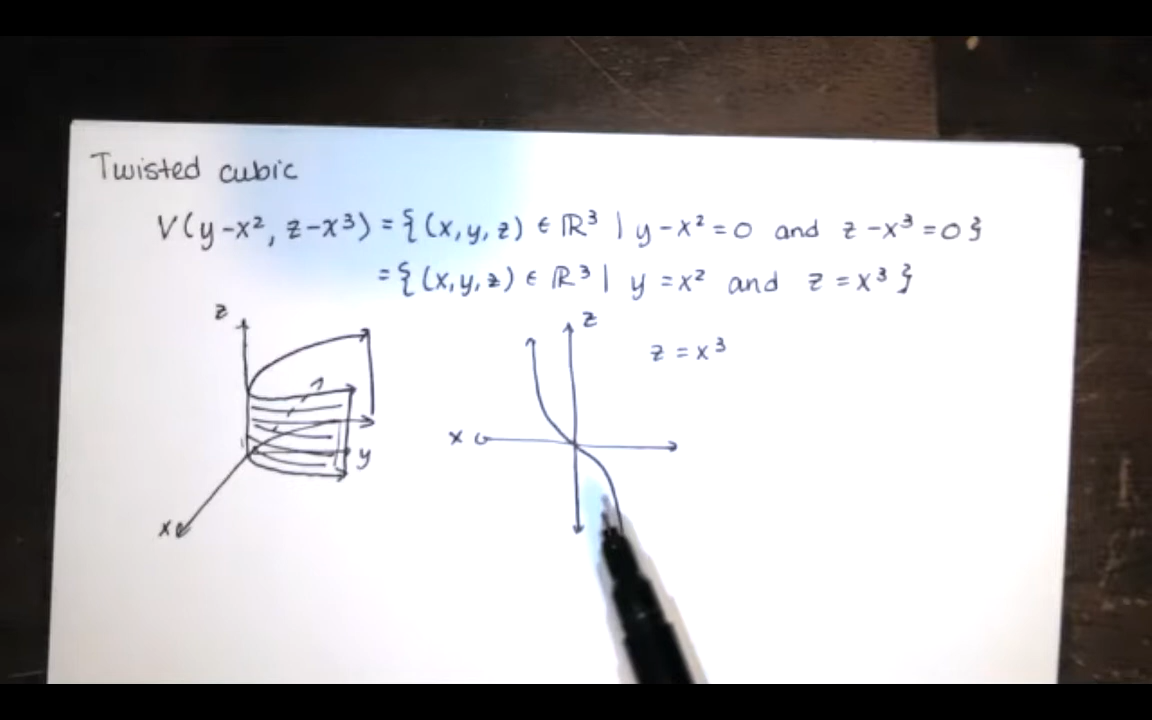 Twisted cubic
V(y-x², z-x³) = {(x,y,z) ∈ ℝ³ | y-x²=0 and z-x³=0}
= {(x,y,z) ∈ ℝ³ | y=x² and z=x³}
z
z
z = x³
x
y
x